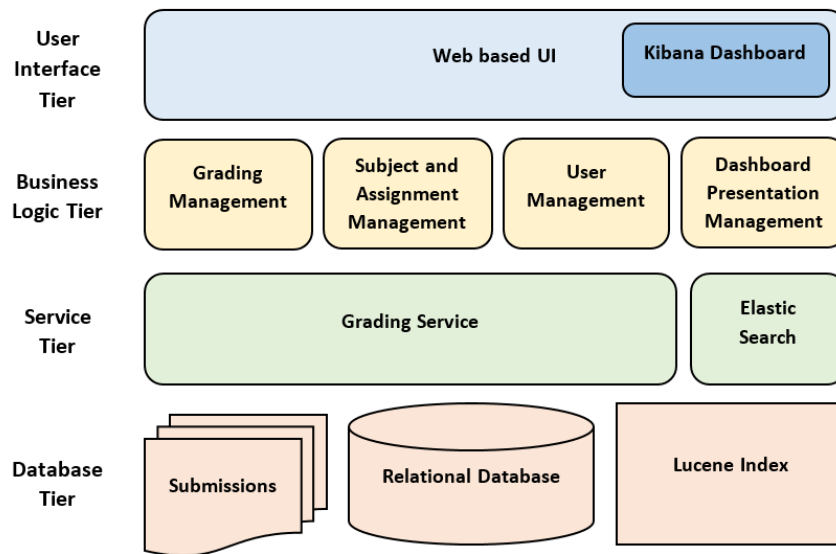 User
Interface
Tier
Web based UI
Kibana Dashboard
Business
Logic Tier
Grading
Management
Subject and
Assignment
Management
User
Management
Dashboard
Presentation
Management
Service
Tier
Grading Service
Elastic
Search
Database
Tier
Submissions
Relational Database
Lucene Index